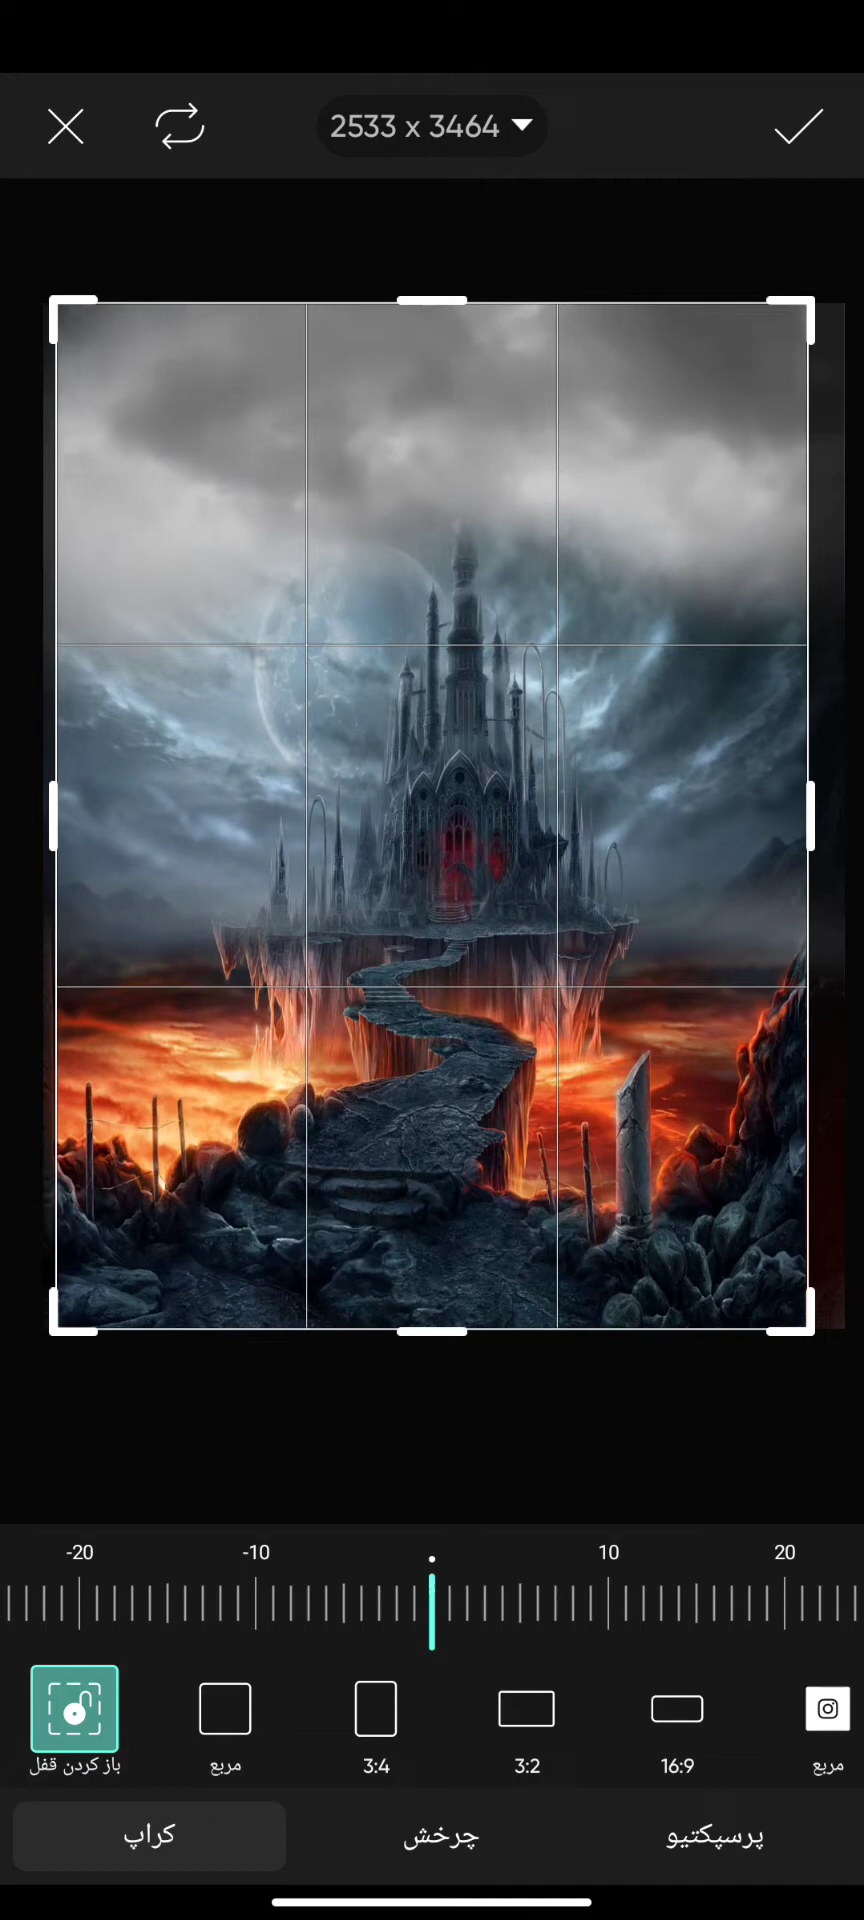 2533 x 3464
-20 -10 10 20
باز کردن قفل
مربع
3:4
3:2
16:9
مربع
کراپ
چرخش
پرسپکتیو